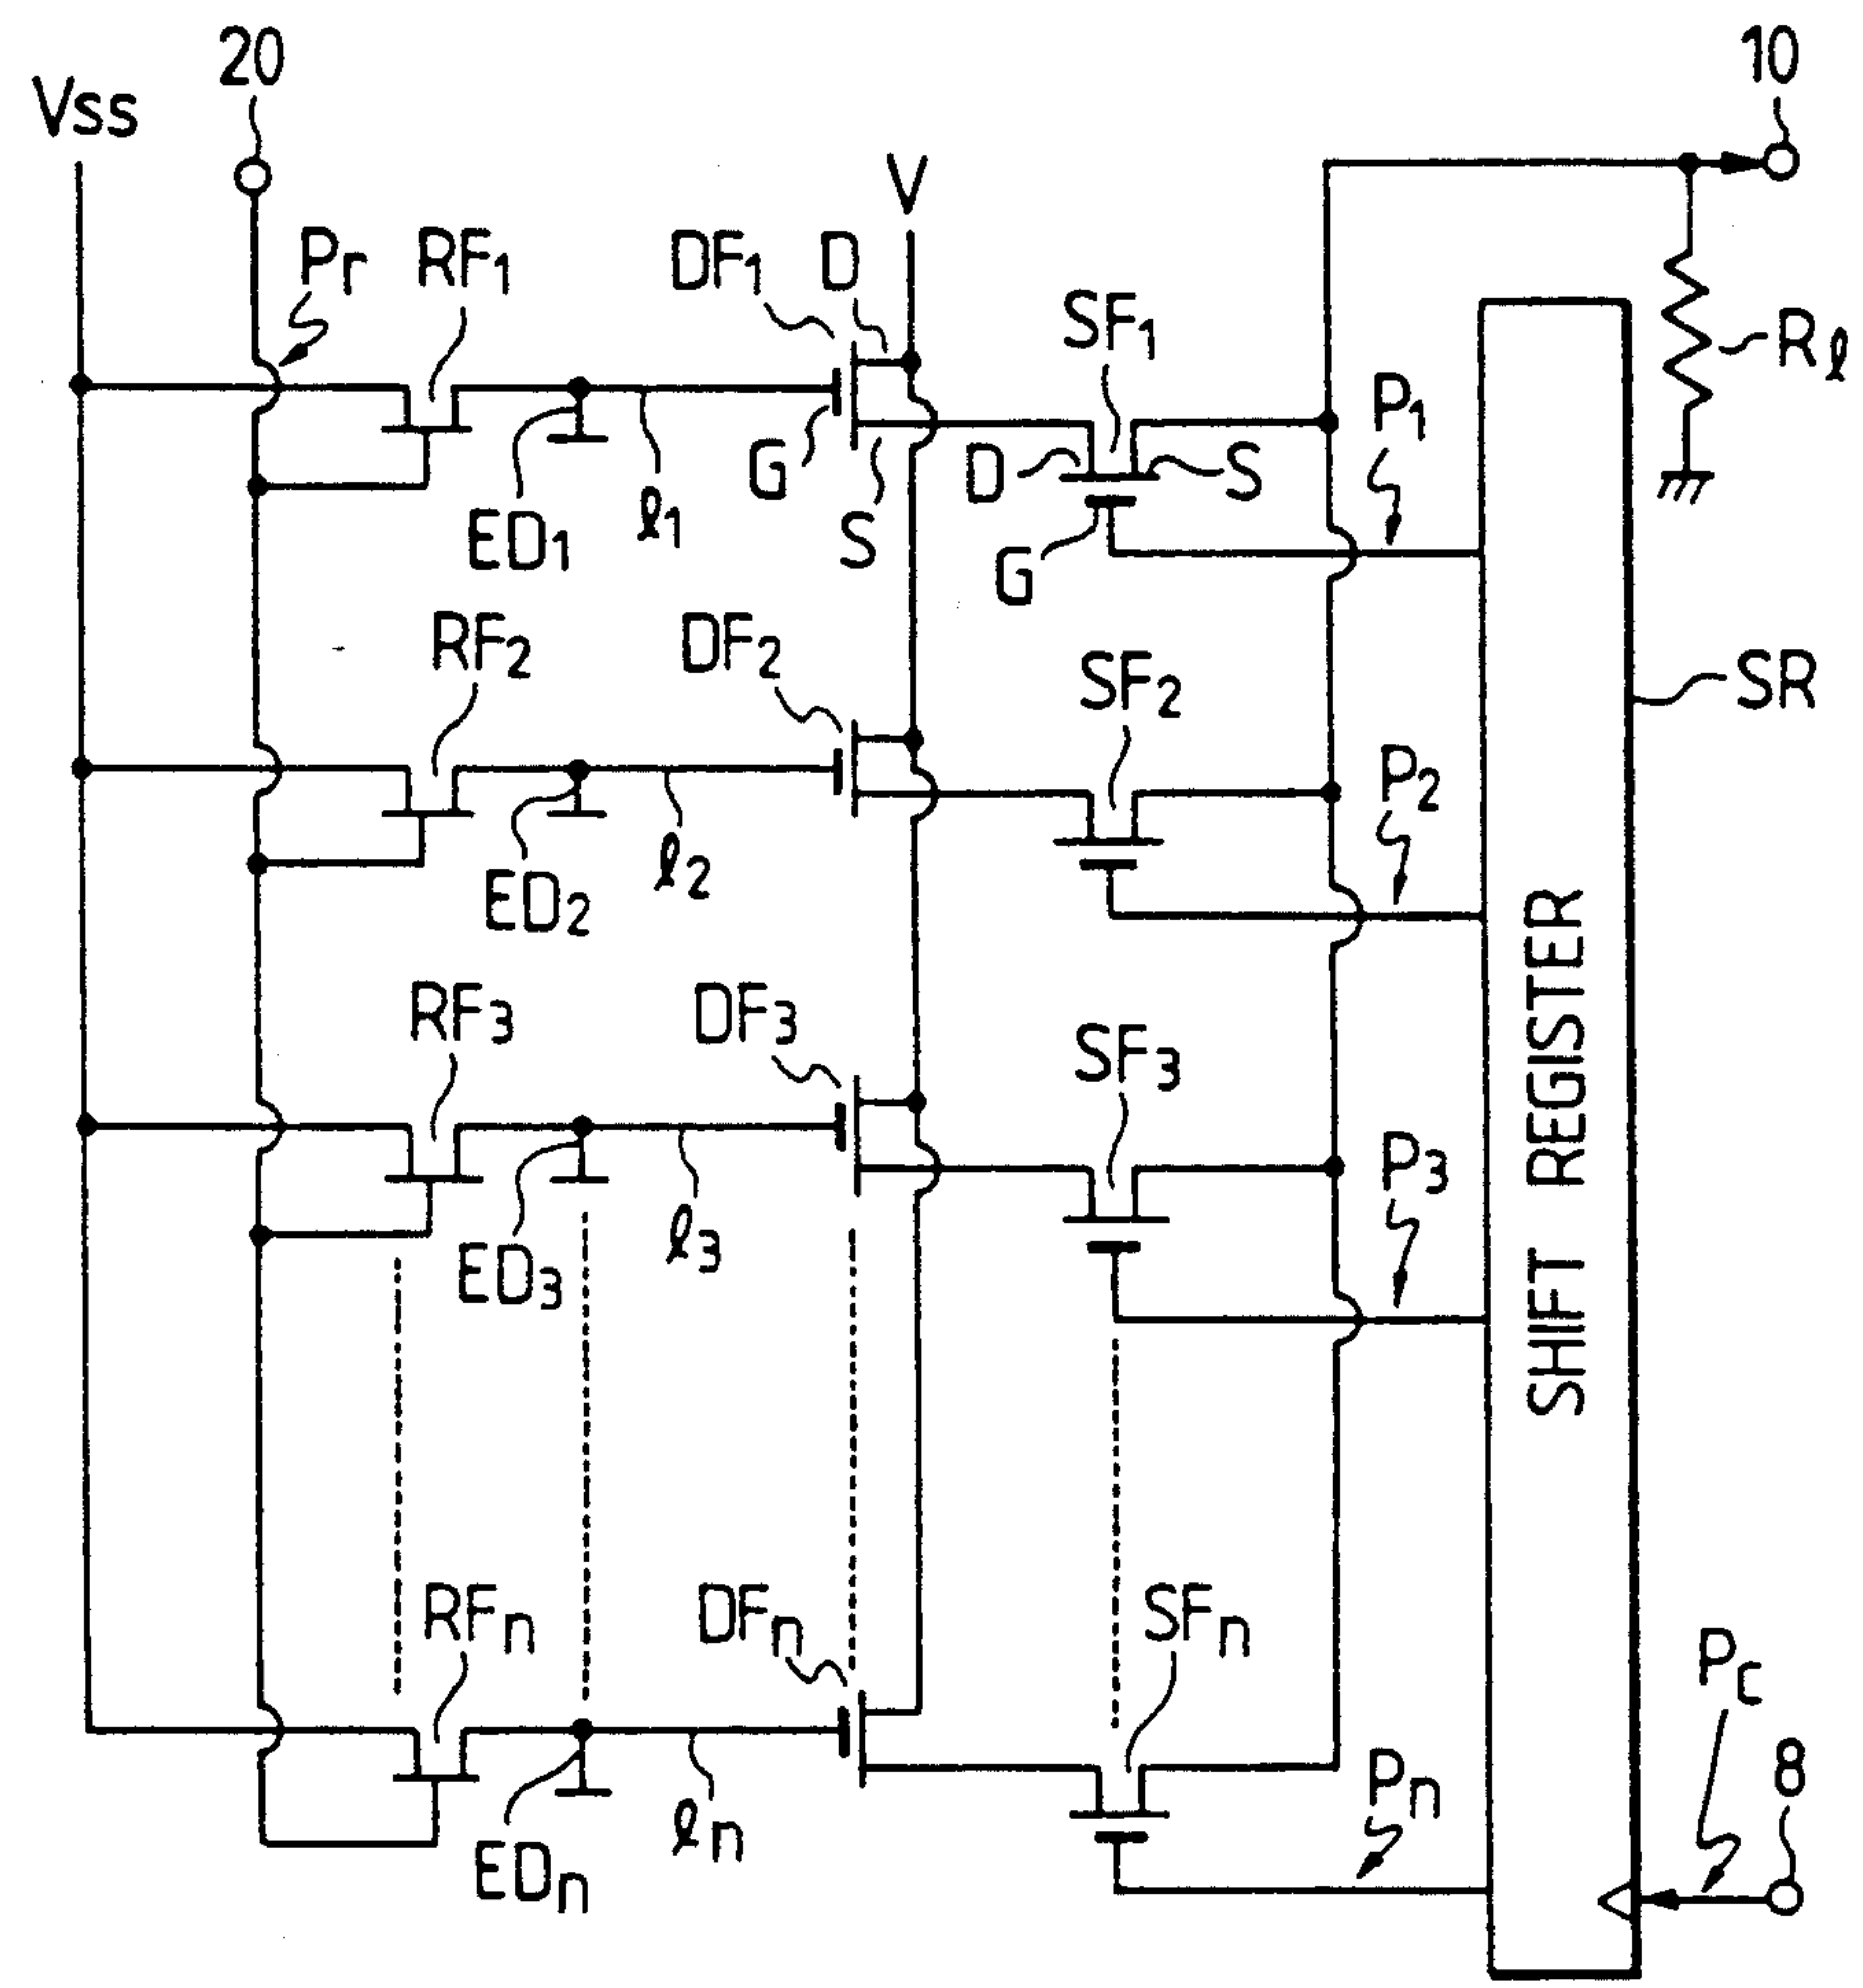 Vss
20
10
V
Pr
RF1
DF1
D
SF1
Rℓ
P1
G
D
S
ED1
ℓ1
S
G
RF2
DF2
SF2
SR
P2
ED2
ℓ2
RF3
DF3
SF3
P3
ED3
ℓ3
SHIFT REGISTER
RFn
DFn
SFn
Pc
Pn
8
EDn
ℓn